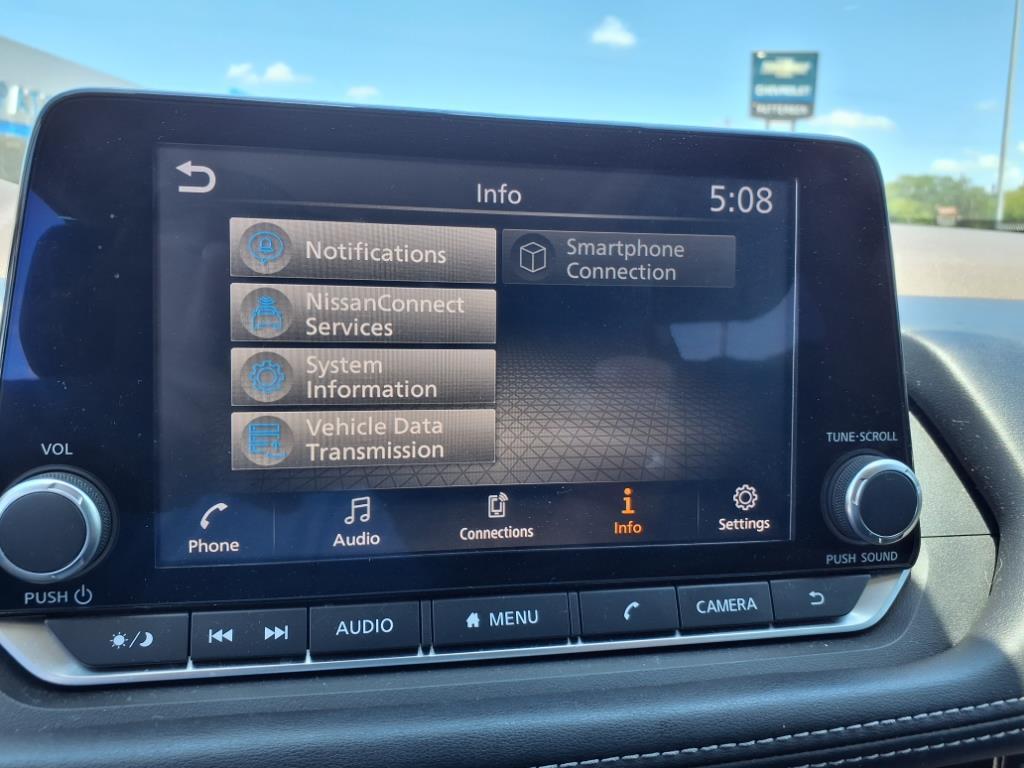 CHEVROLET
Info
5:08
Notifications
Smartphone
Connection
NissanConnect
Services
System
Information
Vehicle Data
Transmission
VOL
PUSH
TUNE·SCROLL
PUSH SOUND
Phone
Audio
Connections
Info
Settings
AUDIO
MENU
CAMERA